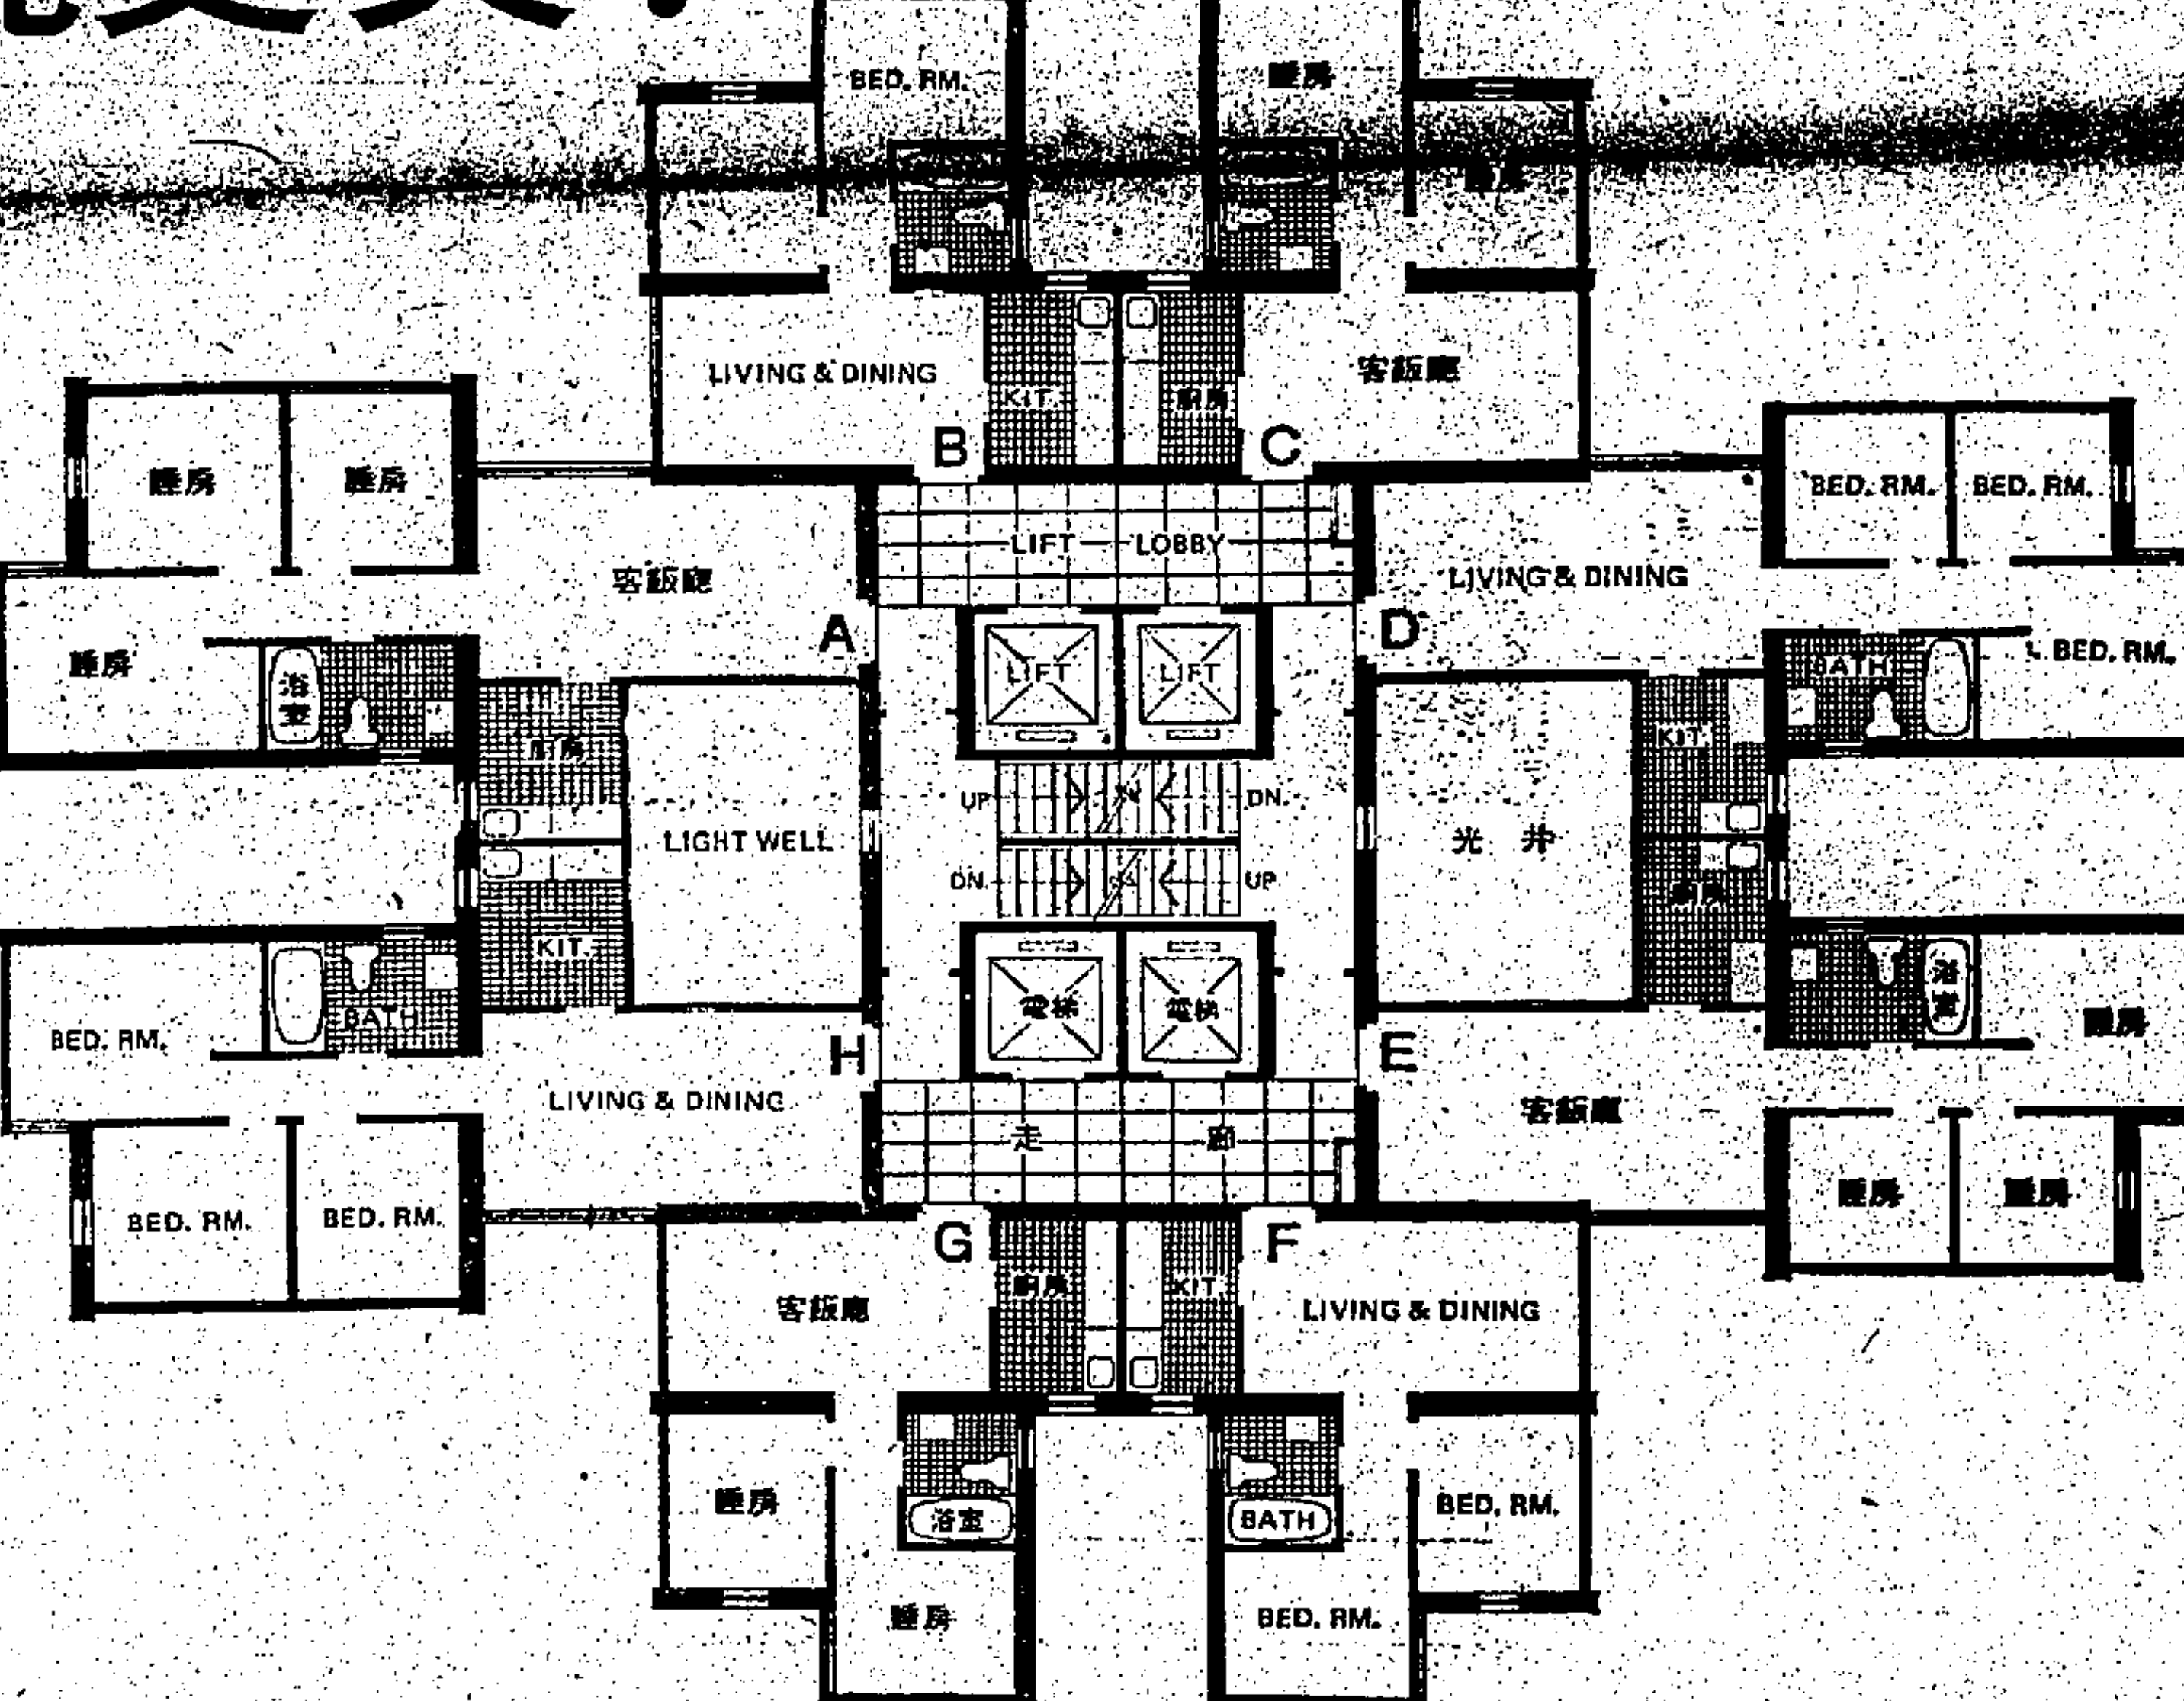 BED. RM.
睡房
LIVING & DINING
KIT.
廚房
客飯廳
B
C
睡房
睡房
BED. RM.
BED. RM.
LIFT LOBBY
客飯廳
LIVING & DINING
A
D
睡房
浴室
LIFT
LIFT
BATH
BED. RM.
廚房
KIT.
UP
DN.
LIGHT WELL
光 井
DN.
UP
廚房
KIT.
BED. RM.
BATH
電梯
電梯
浴室
睡房
H
E
LIVING & DINING
客飯廳
走 廊
BED. RM.
BED. RM.
睡房
睡房
G
F
廚房
KIT.
客飯廳
LIVING & DINING
睡房
浴室
BATH
BED. RM.
睡房
BED. RM.